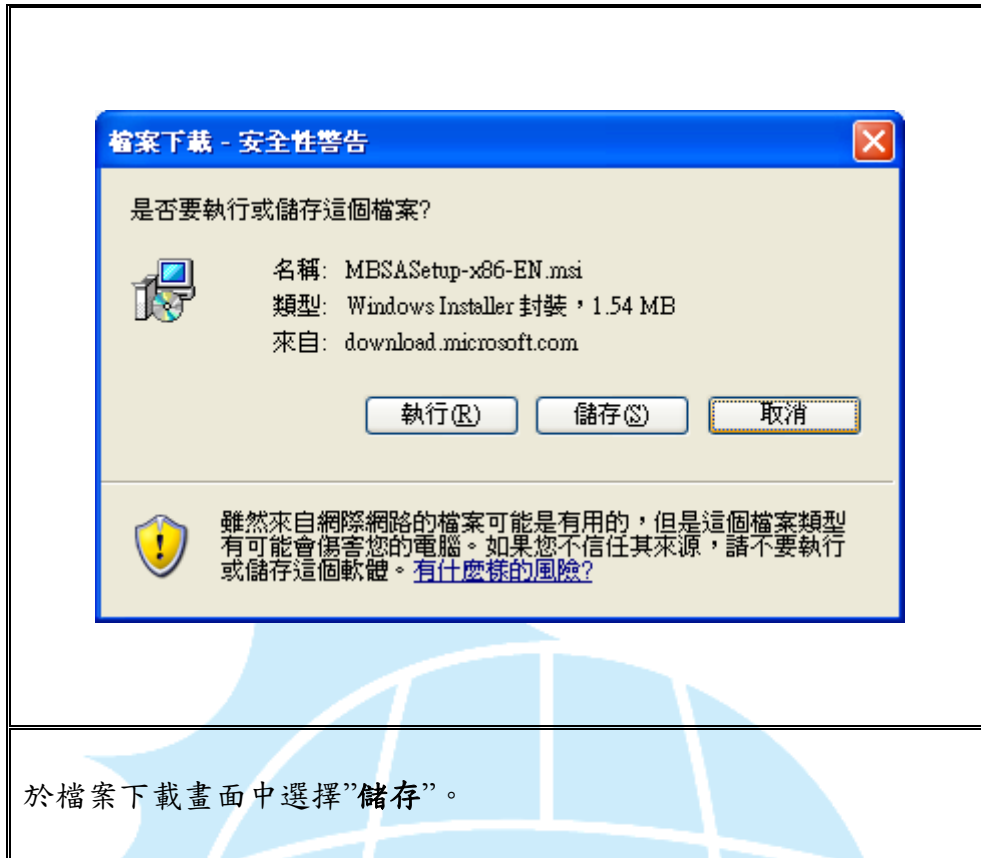 檔案下載 - 安全性警告
是否要執行或儲存這個檔案?
名稱: MBSASetup-x86-EN.msi
類型: Windows Installer 封裝，1.54 MB
來自: download.microsoft.com
執行(R) 儲存(S) 取消
雖然來自網際網路的檔案可能是有用的，但是這個檔案類型
有可能會傷害您的電腦。如果您不信任其來源，請不要執行
或儲存這個軟體。有什麼樣的風險?
於檔案下載畫面中選擇”儲存”。